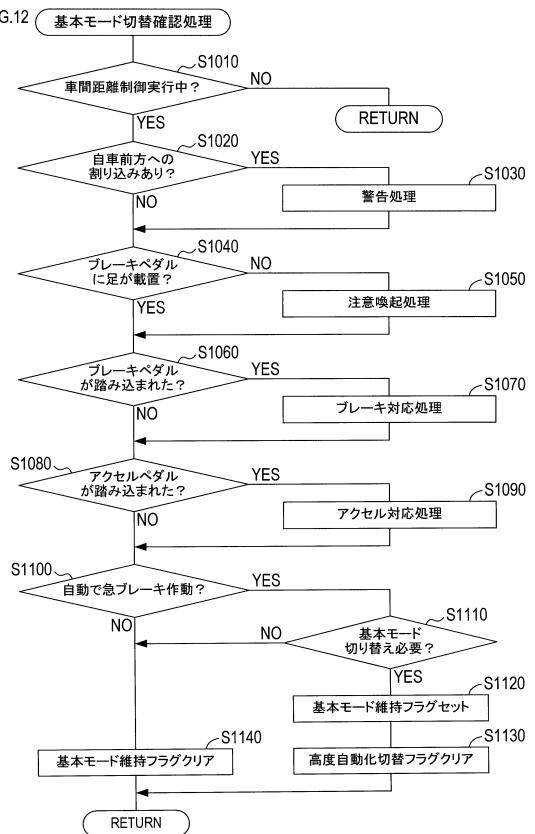 G.12
基本モード切替確認処理
S1010
車間距離制御実行中？
NO
RETURN
YES
S1020
自車前方への
割り込みあり？
YES
S1030
警告処理
NO
S1040
ブレーキペダル
に足が載置？
NO
S1050
注意喚起処理
YES
S1060
ブレーキペダル
が踏み込まれた？
YES
S1070
ブレーキ対応処理
NO
S1080
アクセルペダル
が踏み込まれた？
YES
S1090
アクセル対応処理
NO
S1100
自動で急ブレーキ作動？
YES
NO
S1110
基本モード
切り替え必要？
NO
YES
S1120
基本モード維持フラグセット
S1130
高度自動化切替フラグクリア
S1140
基本モード維持フラグクリア
RETURN